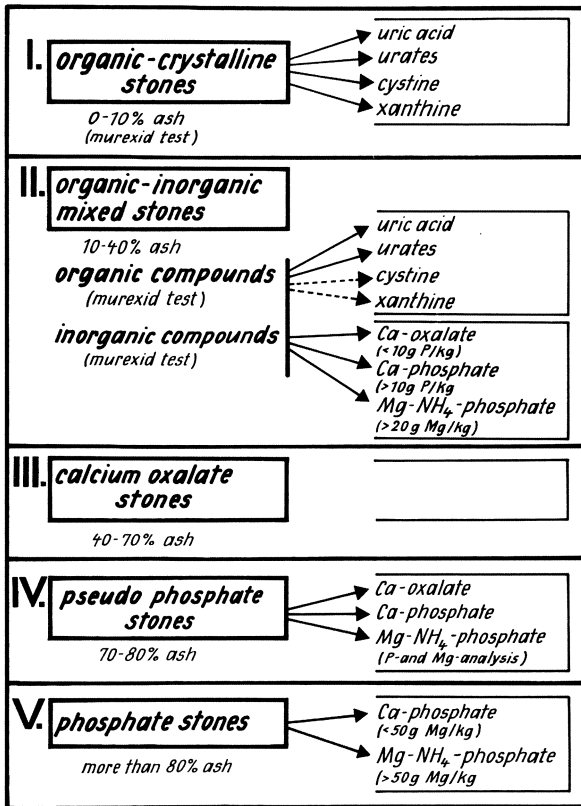 I. organic-crystalline
stones
0-10% ash
(murexid test)
uric acid
urates
cystine
xanthine
II. organic-inorganic
mixed stones
10-40% ash
organic compounds
(murexid test)
uric acid
urates
cystine
xanthine
inorganic compounds
(murexid test)
Ca-oxalate
(<10g P/kg)
Ca-phosphate
(>10g P/kg
Mg-NH₄-phosphate
(>20g Mg/kg)
III. calcium oxalate
stones
40-70% ash
IV. pseudo phosphate
stones
70-80% ash
Ca-oxalate
Ca-phosphate
Mg-NH₄-phosphate
(P-and Mg-analysis)
V. phosphate stones
more than 80% ash
Ca-phosphate
(<50g Mg/kg)
Mg-NH₄-phosphate
(>50g Mg/kg